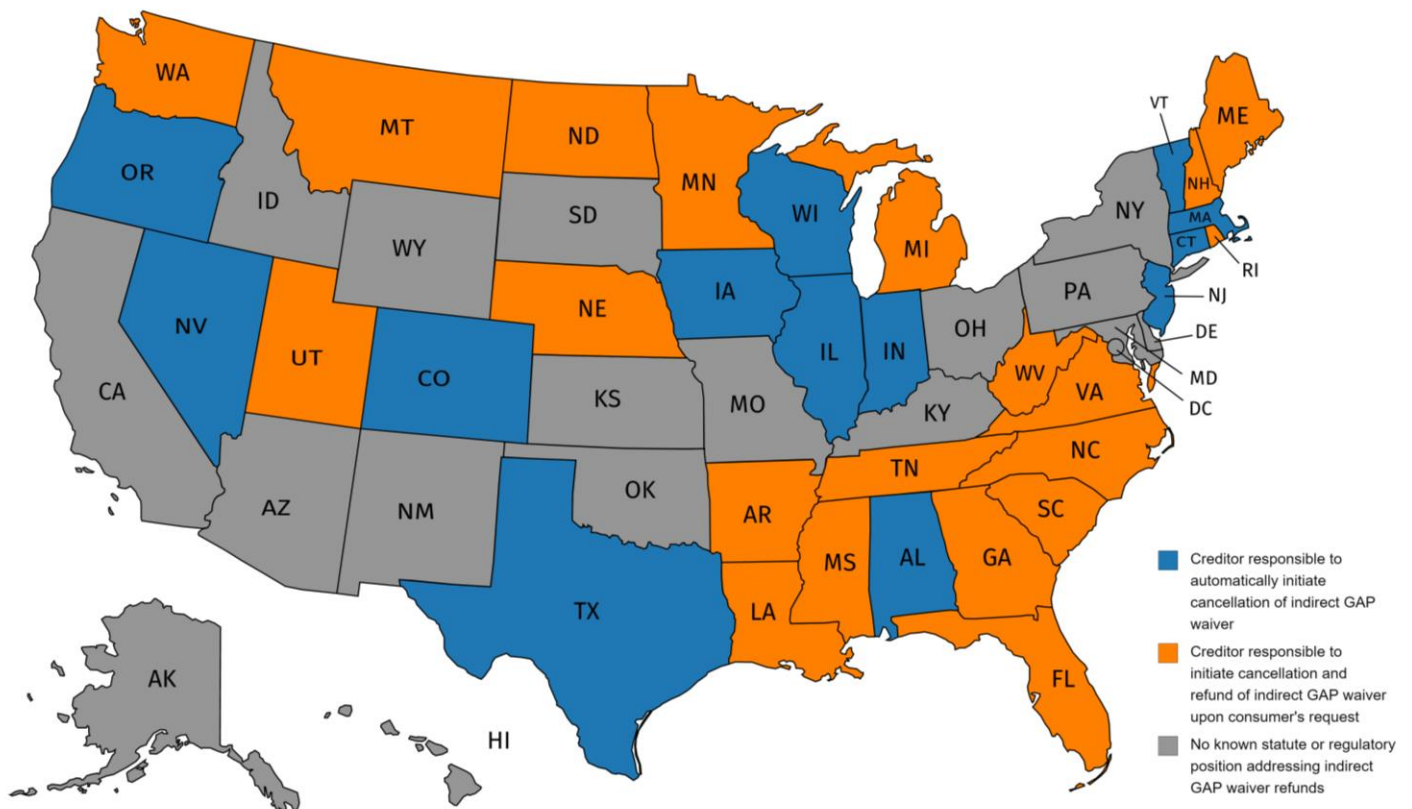 WA
MT
ND
MN
VT
ME
OR
ID
SD
WI
NY
NH
MA
WY
MI
CT
RI
IA
PA
NJ
NE
NV
OH
DE
UT
IL
IN
CO
WV
MD
CA
KS
MO
VA
KY
DC
NC
TN
OK
AZ
NM
AR
SC
MS
AL
GA
TX
LA
FL
AK
HI
Creditor responsible to
automatically initiate
cancellation of indirect GAP
waiver
Creditor responsible to
initiate cancellation and
refund of indirect GAP waiver
upon consumer's request
No known statute or regulatory
position addressing indirect
GAP waiver refunds